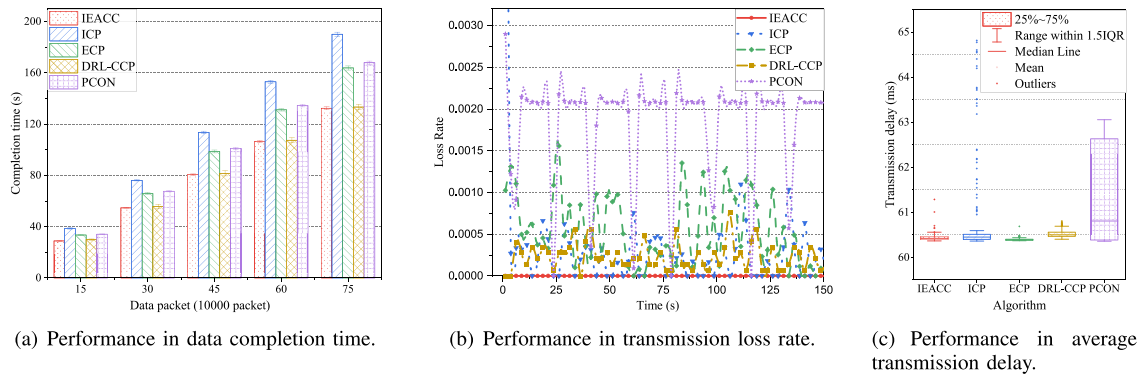 IEACC
ICP
ECP
DRL-CCP
PCON
200
160
120
80
40
0
Completion time (s)
15
30
45
60
75
Data packet (10000 packet)
(a) Performance in data completion time.
0.0030
0.0025
0.0020
0.0015
0.0010
0.0005
0.0000
Loss Rate
IEACC
ICP
ECP
DRL-CCP
PCON
0
25
50
75
100
125
150
Time (s)
(b) Performance in transmission loss rate.
65
64
62
61
60
Transmission delay (ms)
25%~75%
Range within 1.5IQR
Median Line
Mean
Outliers
IEACC
ICP
ECP
DRL-CCP
PCON
Algorithm
(c) Performance in average
transmission delay.